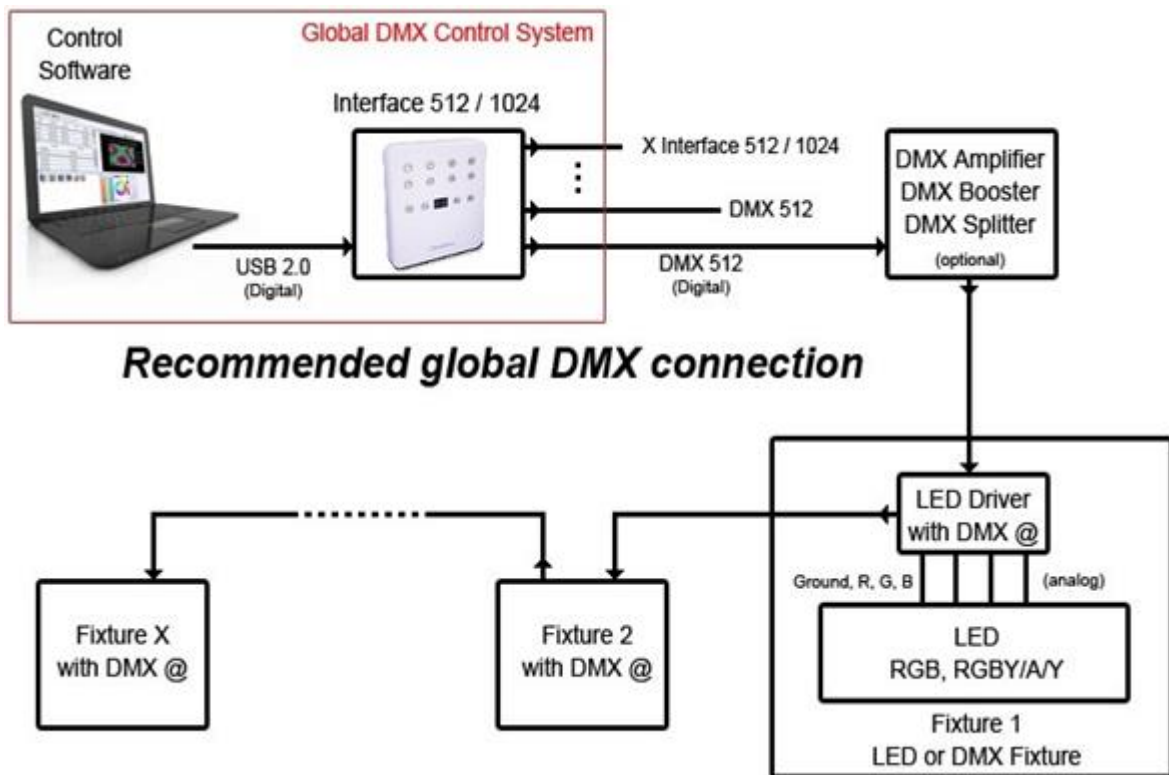 Global DMX Control System
Control
Software
Interface 512 / 1024
X Interface 512 / 1024
DMX 512
USB 2.0
(Digital)
DMX 512
(Digital)
DMX Amplifier
DMX Booster
DMX Splitter
(optional)
Recommended global DMX connection
LED Driver
with DMX @
Ground, R, G, B
(analog)
LED
RGB, RGBY/A/Y
Fixture 1
LED or DMX Fixture
Fixture 2
with DMX @
Fixture X
with DMX @